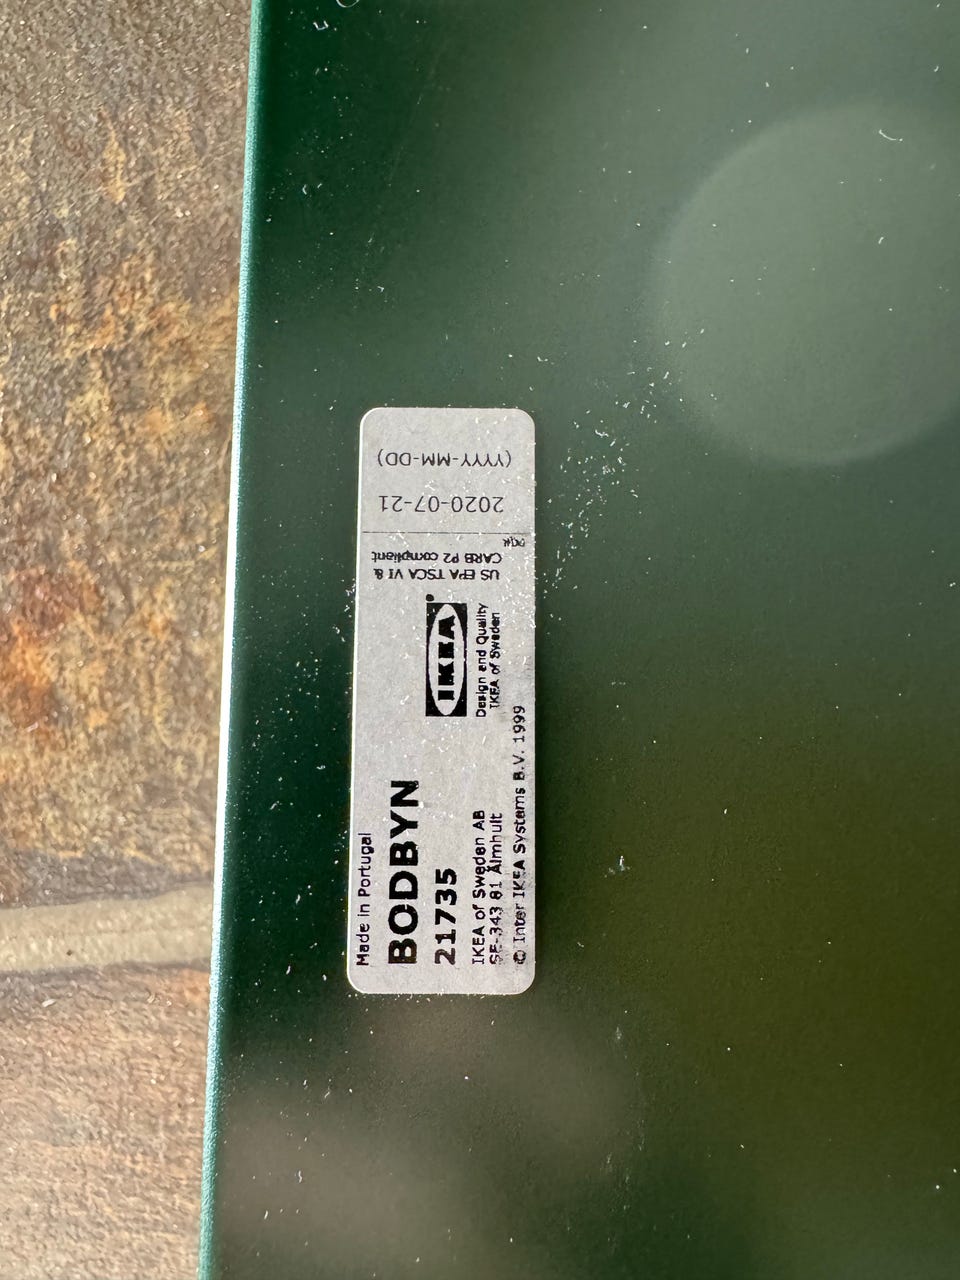 Made in Portugal
BODBYN
21735
IKEA of Sweden AB
SE-343 81 Älmhult
© Inter IKEA Systems B.V. 1999
IKEA®
Design and Quality
IKEA of Sweden
US EPA TSCA VI &
CARB P2 compliant
2020-07-21
(YYYY-MM-DD)